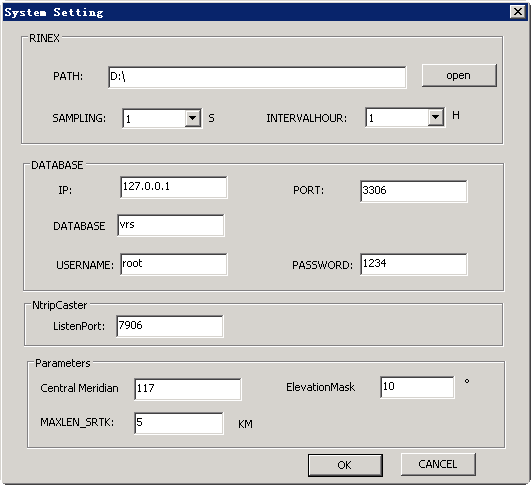 System Setting
RINEX
PATH: D:\ open
SAMPLING: 1 S INTERVALHOUR: 1 H
DATABASE
IP: 127.0.0.1 PORT: 3306
DATABASE vrs
USERNAME: root PASSWORD: 1234
NtripCaster
ListenPort: 7906
Parameters
Central Meridian 117 ElevationMask 10 °
MAXLEN_SRTK: 5 KM
OK CANCEL